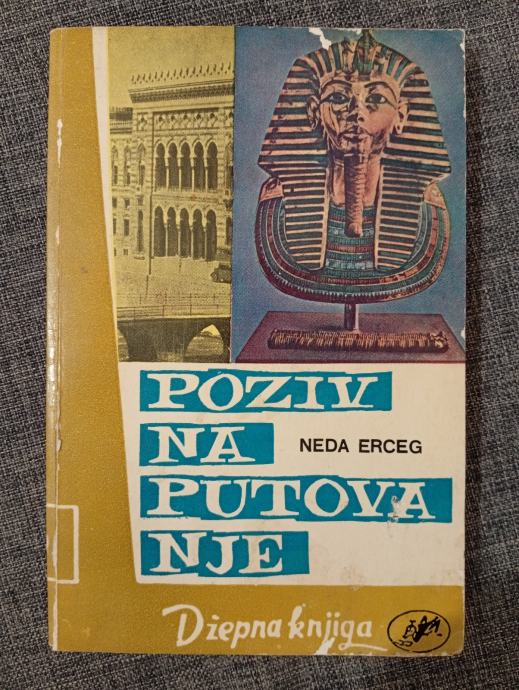 POZIV
NA
NEDA ERCEG
PUTOVA
NJE
Džepna knjiga